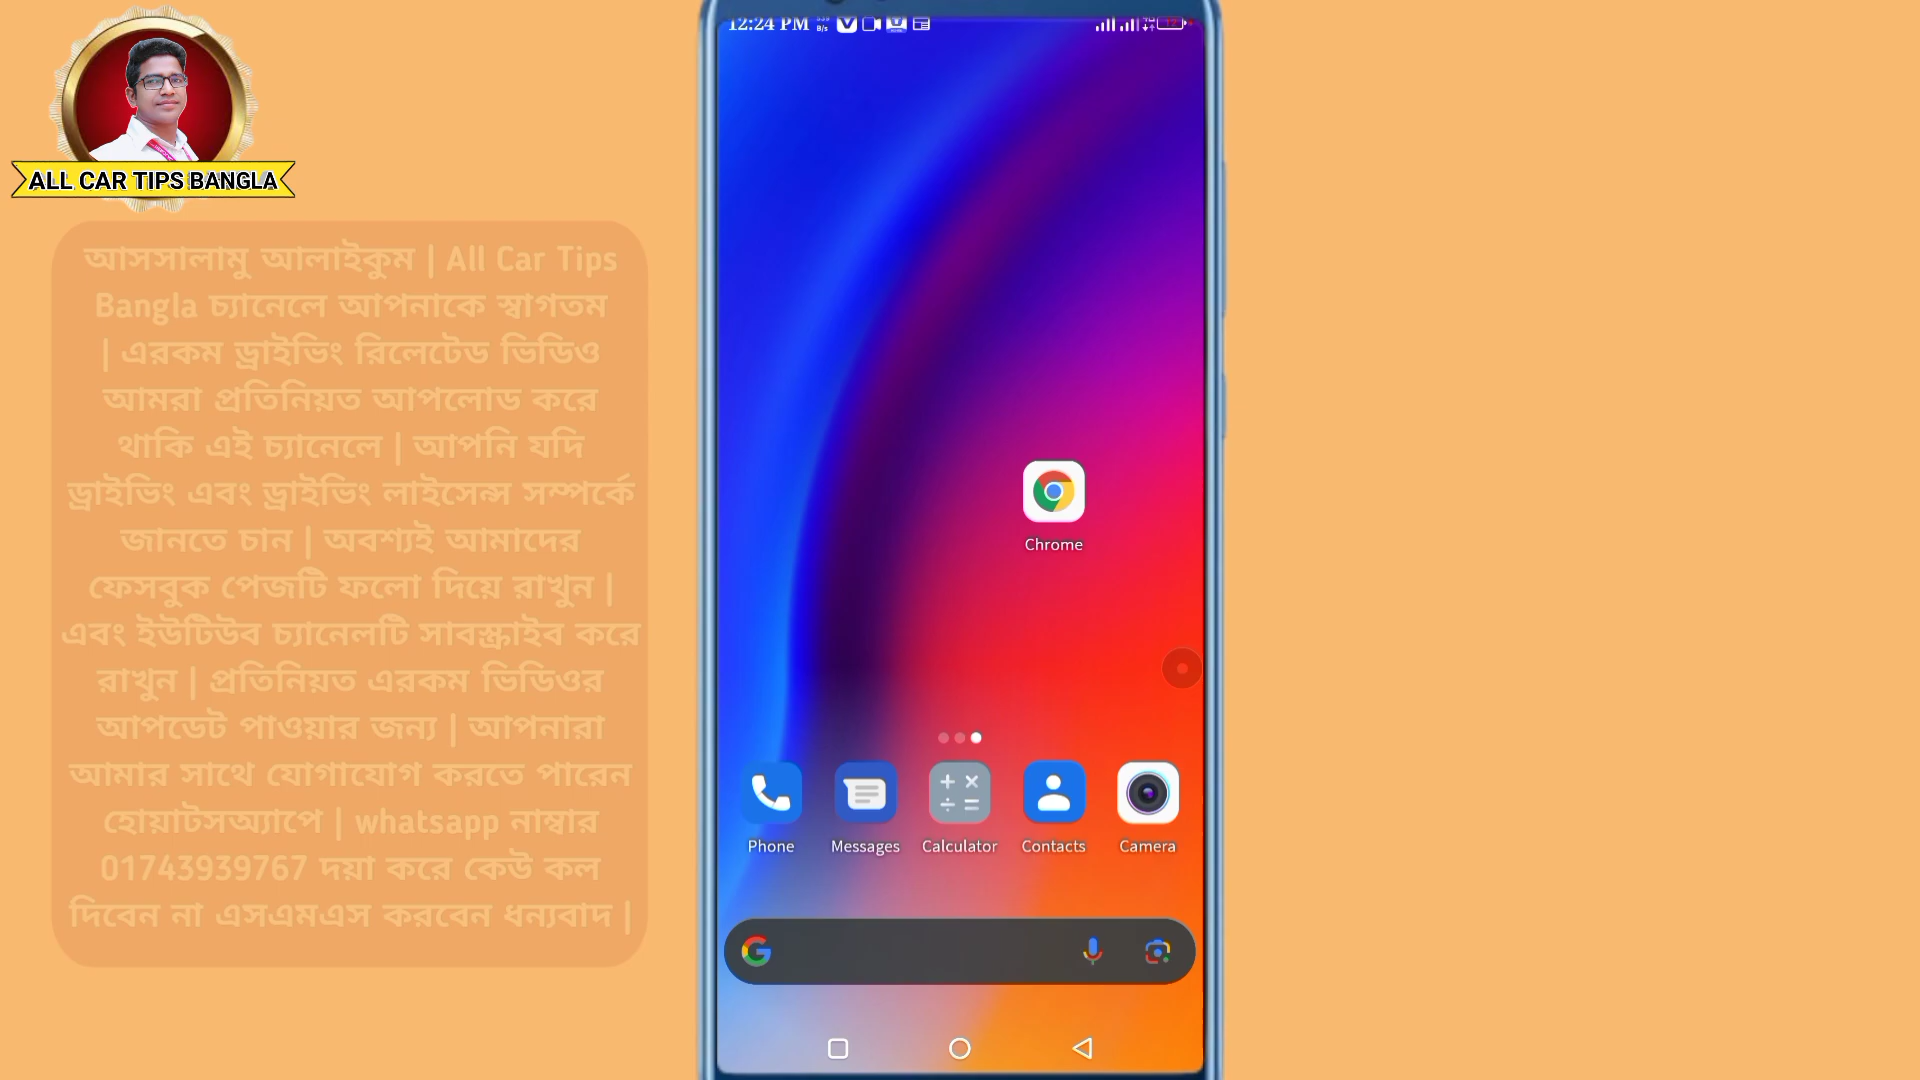 12:24 PM
ALL CAR TIPS BANGLA
আসসালামু আলাইকুম | All Car Tips
Bangla চ্যানেলে আপনাকে স্বাগতম
| এরকম ড্রাইভিং রিলেটেড ভিডিও
আমরা প্রতিনিয়ত আপলোড করে
থাকি এই চ্যানেলে | আপনি যদি
ড্রাইভিং এবং ড্রাইভিং লাইসেন্স সম্পর্কে
জানতে চান | অবশ্যই আমাদের
ফেসবুক পেজটি ফলো দিয়ে রাখুন |
এবং ইউটিউব চ্যানেলটি সাবস্ক্রাইব করে
রাখুন | প্রতিনিয়ত এরকম ভিডিওর
আপডেট পাওয়ার জন্য | আপনারা
আমার সাথে যোগাযোগ করতে পারেন
হোয়াটসঅ্যাপে | whatsapp নাম্বার
01743939767 দয়া করে কেউ কল
দিবেন না এসএমএস করবেন ধন্যবাদ |
Chrome
Phone Messages Calculator Contacts Camera